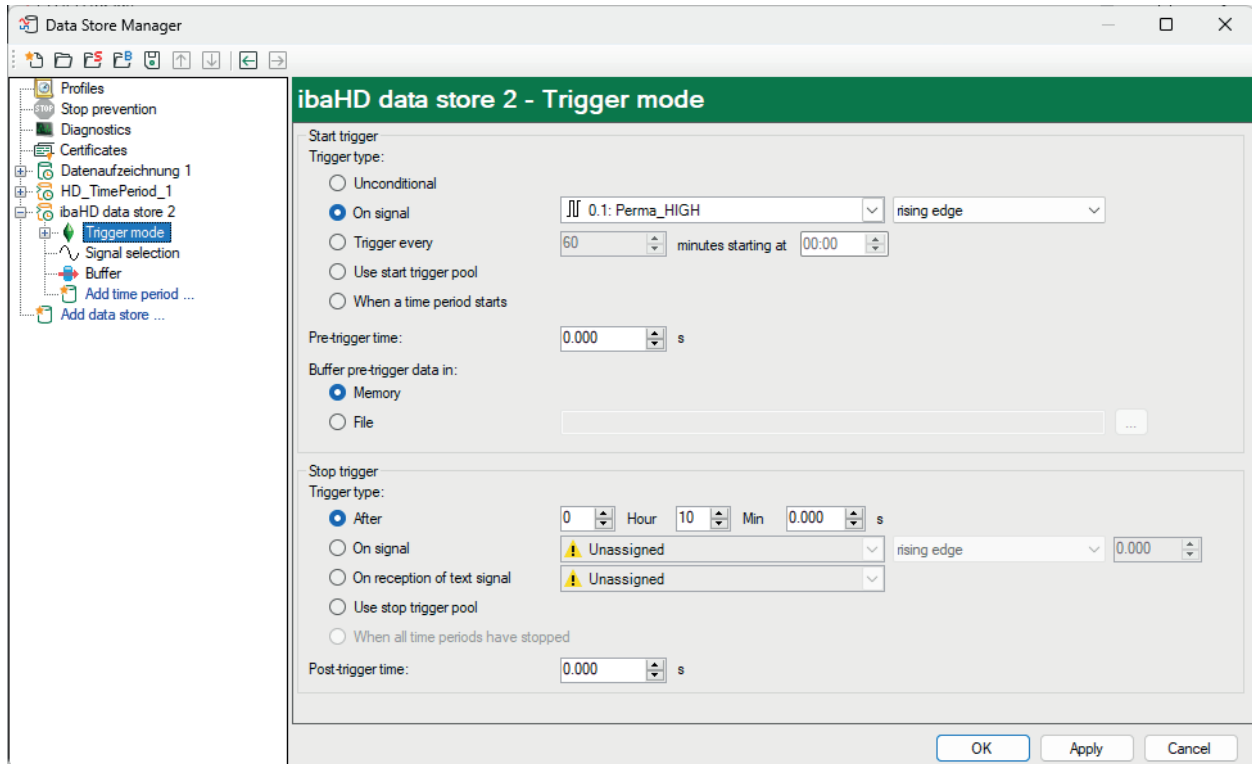 Data Store Manager
Profiles
STOP Stop prevention
Diagnostics
Certificates
Datenaufzeichnung 1
HD_TimePeriod_1
ibaHD data store 2
Trigger mode
Signal selection
Buffer
Add time period ...
Add data store ...
ibaHD data store 2 - Trigger mode
Start trigger
Trigger type:
Unconditional
On signal 0.1: Perma_HIGH rising edge
Trigger every 60 minutes starting at 00:00
Use start trigger pool
When a time period starts
Pre-trigger time: 0.000 s
Buffer pre-trigger data in:
Memory
File ...
Stop trigger
Trigger type:
After 0 Hour 10 Min 0.000 s
On signal Unassigned rising edge 0.000
On reception of text signal Unassigned
Use stop trigger pool
When all time periods have stopped
Post-trigger time: 0.000 s
OK Apply Cancel